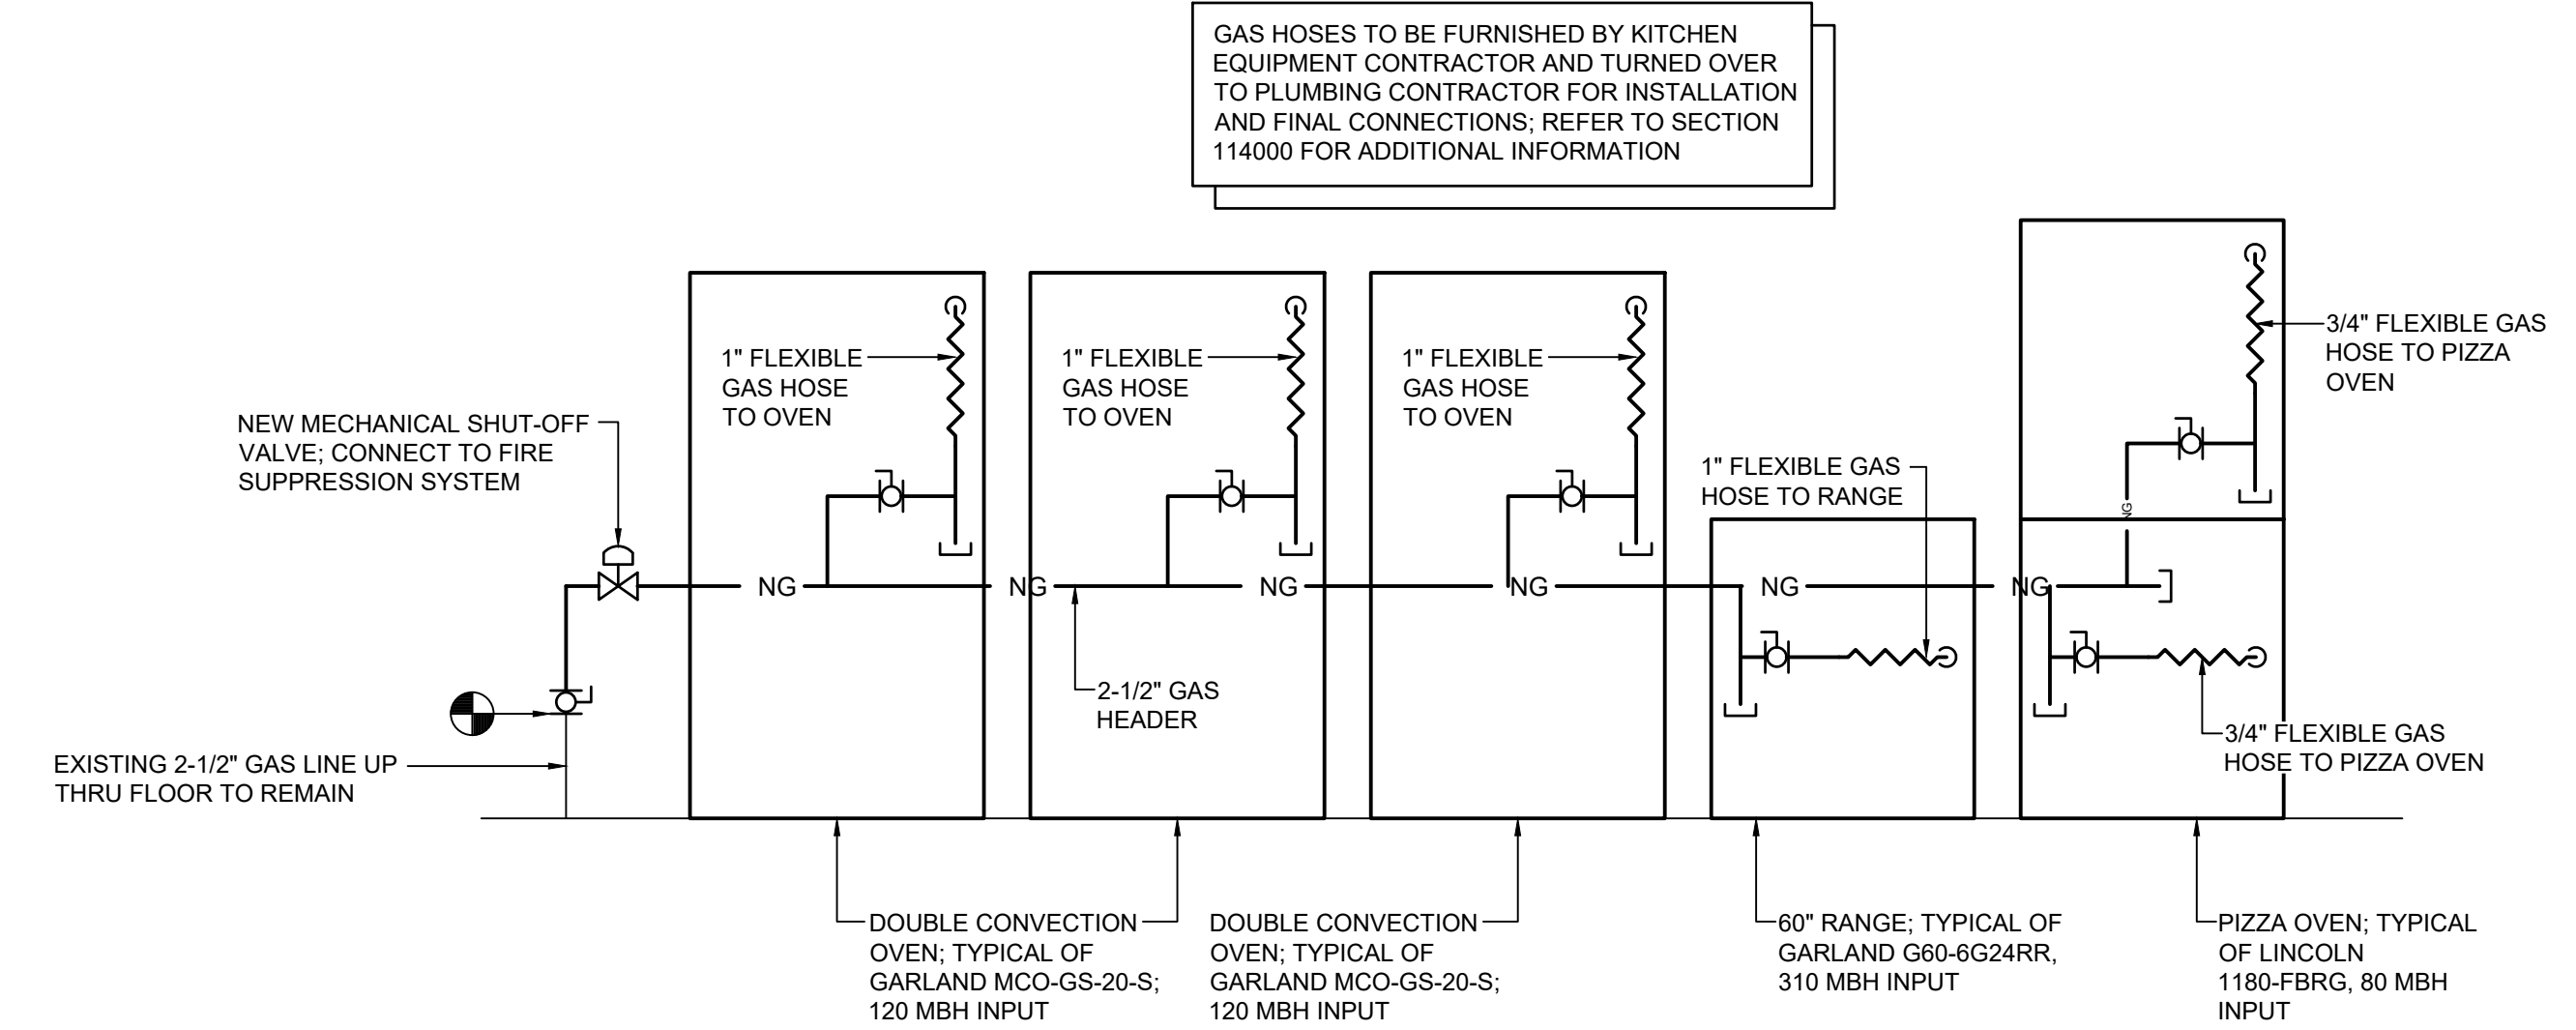 GAS HOSES TO BE FURNISHED BY KITCHEN
EQUIPMENT CONTRACTOR AND TURNED OVER
TO PLUMBING CONTRACTOR FOR INSTALLATION
AND FINAL CONNECTIONS; REFER TO SECTION
114000 FOR ADDITIONAL INFORMATION
3/4" FLEXIBLE GAS
HOSE TO PIZZA
OVEN
1" FLEXIBLE
GAS HOSE
TO OVEN
1" FLEXIBLE
GAS HOSE
TO OVEN
1" FLEXIBLE
GAS HOSE
TO OVEN
NEW MECHANICAL SHUT-OFF
VALVE; CONNECT TO FIRE
SUPPRESSION SYSTEM
1" FLEXIBLE GAS
HOSE TO RANGE
NG
NG
NG
NG
NG
NG
NG
2-1/2" GAS
HEADER
3/4" FLEXIBLE GAS
HOSE TO PIZZA OVEN
EXISTING 2-1/2" GAS LINE UP
THRU FLOOR TO REMAIN
DOUBLE CONVECTION
OVEN; TYPICAL OF
GARLAND MCO-GS-20-S;
120 MBH INPUT
DOUBLE CONVECTION
OVEN; TYPICAL OF
GARLAND MCO-GS-20-S;
120 MBH INPUT
60" RANGE; TYPICAL OF
GARLAND G60-6G24RR,
310 MBH INPUT
PIZZA OVEN; TYPICAL
OF LINCOLN
1180-FBRG, 80 MBH
INPUT